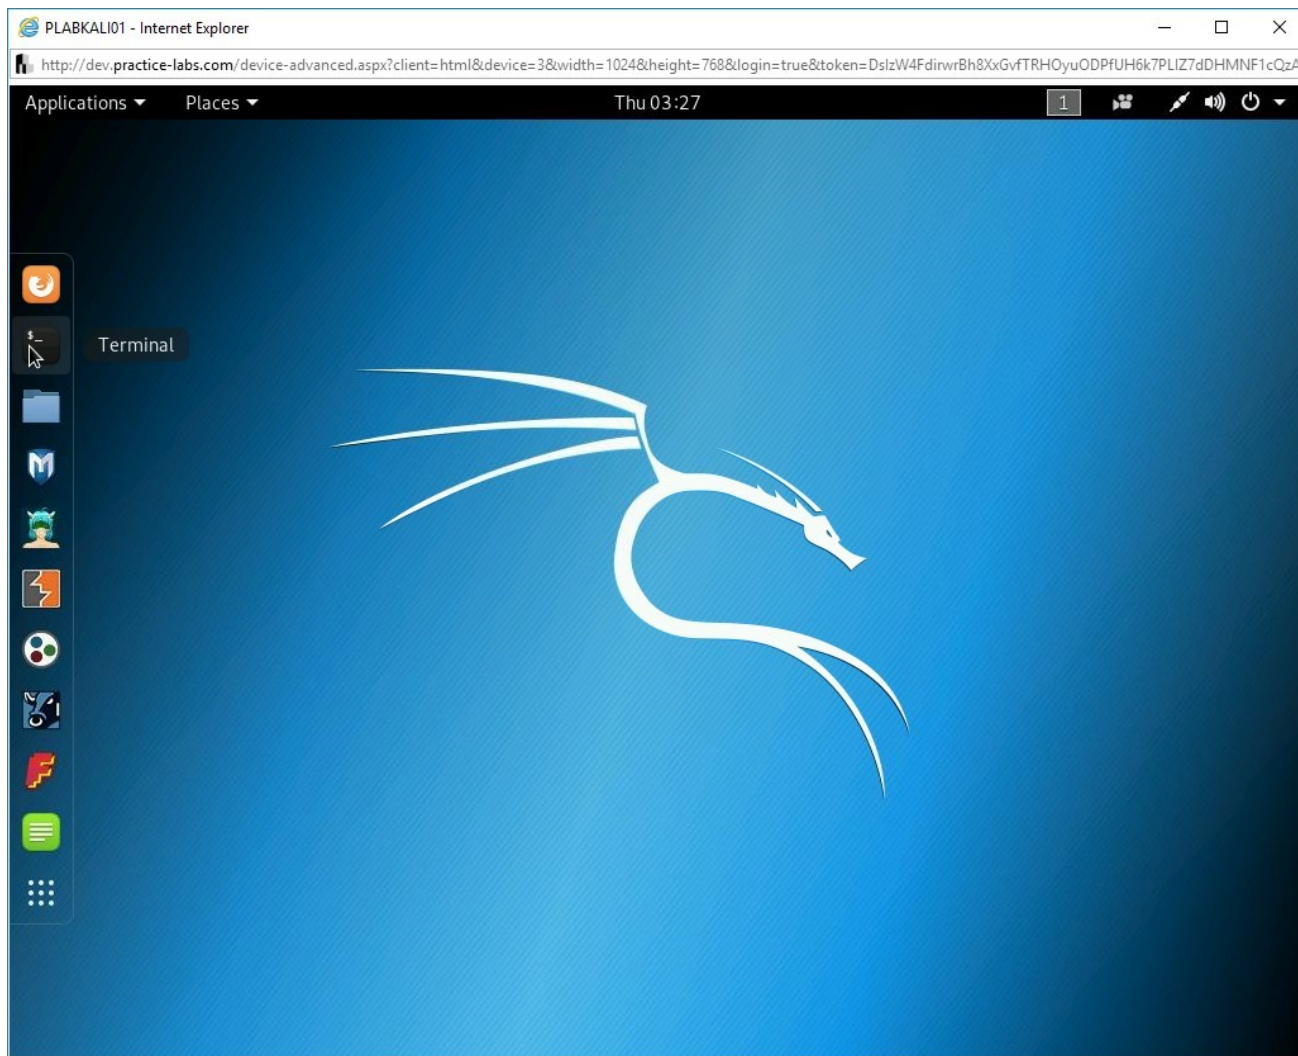 PLABKALI01 - Internet Explorer
http://dev.practice-labs.com/device-advanced.aspx?client=html&device=3&width=1024&height=768&login=true&token=DslzW4FdirwrBh8XxGvfTRHOyuODPfUH6k7PLIZ7dDHMNF1cQzA
Applications Places Thu 03:27 1
$_
Terminal